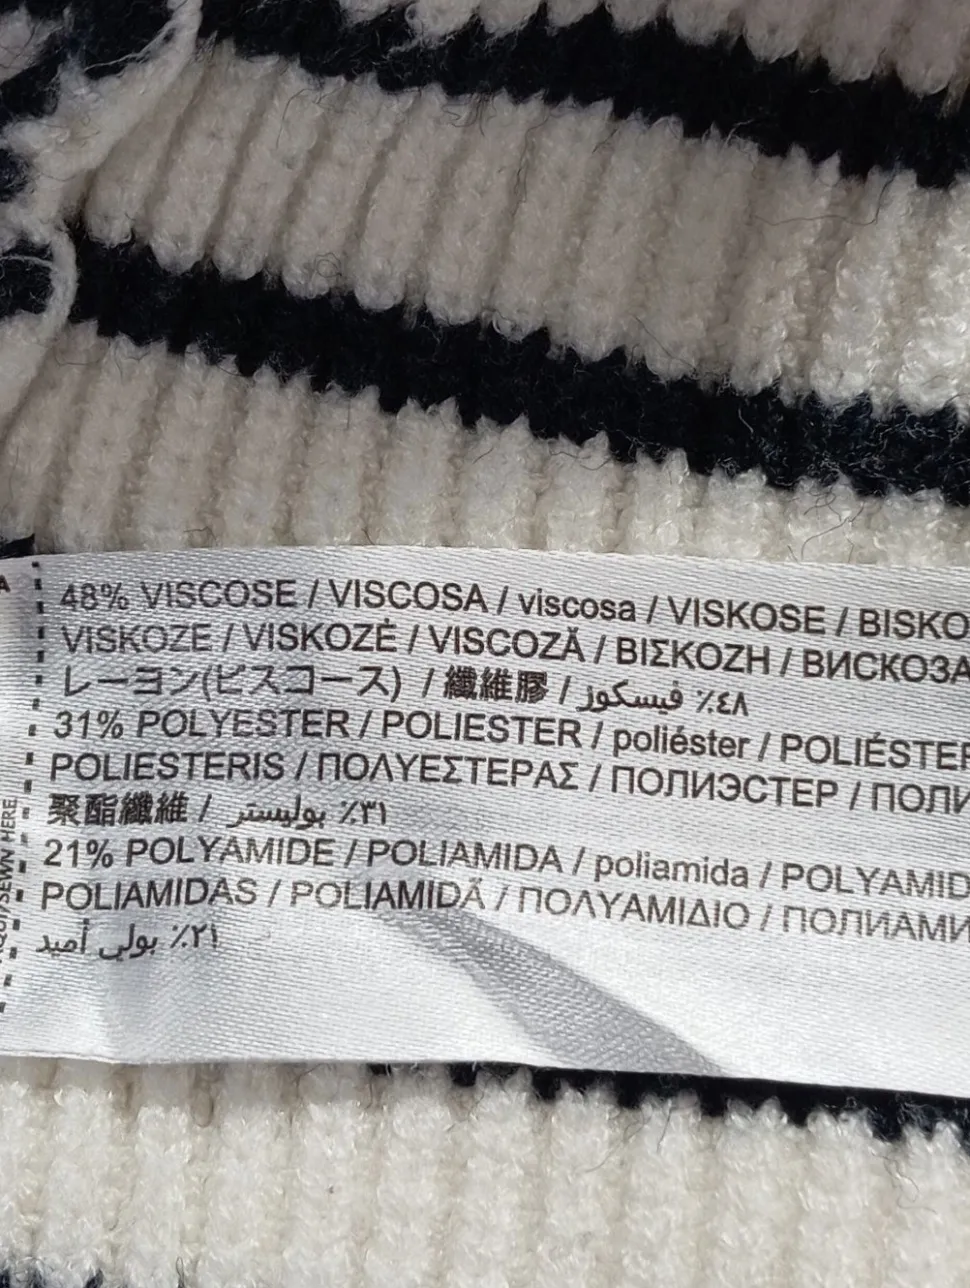 48% VISCOSE / VISCOSA / viscosa / VISKOSE /
VISKOZE / VISKOZĖ / VISCOZĂ / ΒΙΣΚΟΖΗ / ВИСКОЗА
レーヨン(ビスコース) / 纖維膠 / ٤٨٪ فيسكوز
31% POLYESTER / POLIESTER / poliéster / POLIÉSTER
POLIESTERIS / ΠΟΛΥΕΣΤΕΡΑΣ / ПОЛИЭСТЕР /
聚酯纖維 / ٣١٪ بوليستر
21% POLYAMIDE / POLIAMIDA / poliamida /
POLIAMIDAS / POLIAMIDĂ / ΠΟΛΥΑΜΙΔΙΟ /
٢١٪ بولي أميد
SEWN HERE